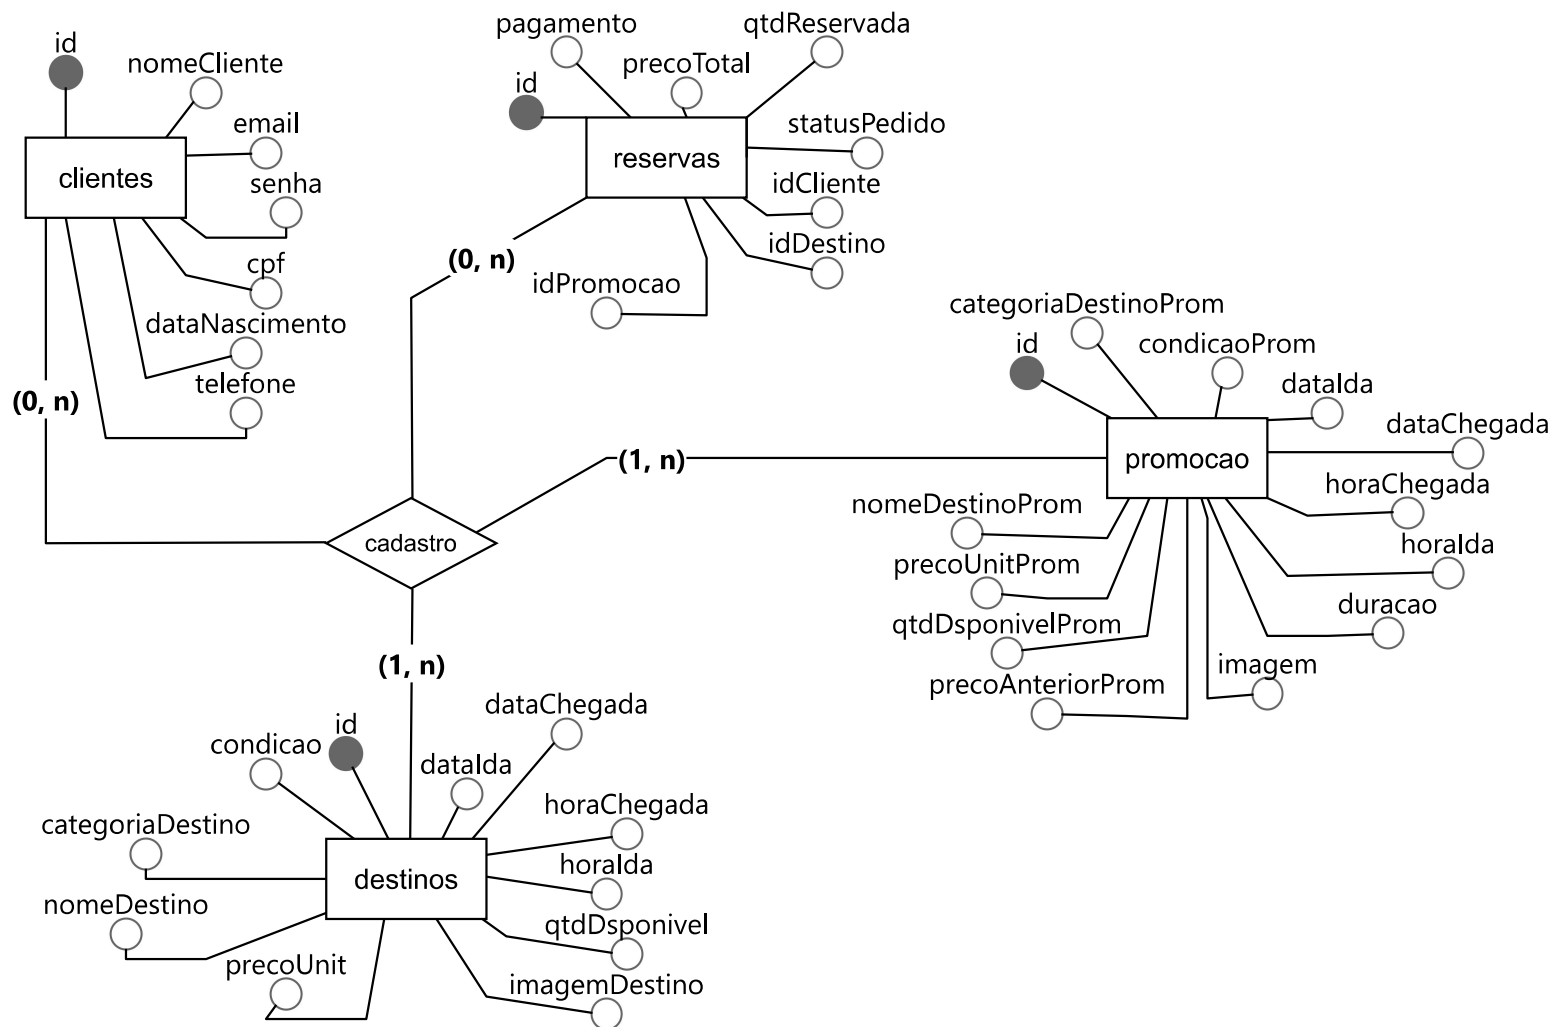 id
nomeCliente
email
senha
clientes
cpf
dataNascimento
telefone
(0, n)
pagamento
qtdReservada
precoTotal
id
statusPedido
reservas
idCliente
idDestino
idPromocao
(0, n)
categoriaDestinoProm
id
condicaoProm
dataIda
dataChegada
promocao
horaChegada
horaIda
duracao
imagem
nomeDestinoProm
precoUnitProm
qtdDsponivelProm
precoAnteriorProm
(1, n)
cadastro
(1, n)
dataChegada
id
condicao
dataIda
horaChegada
categoriaDestino
horaIda
destinos
nomeDestino
qtdDsponivel
precoUnit
imagemDestino